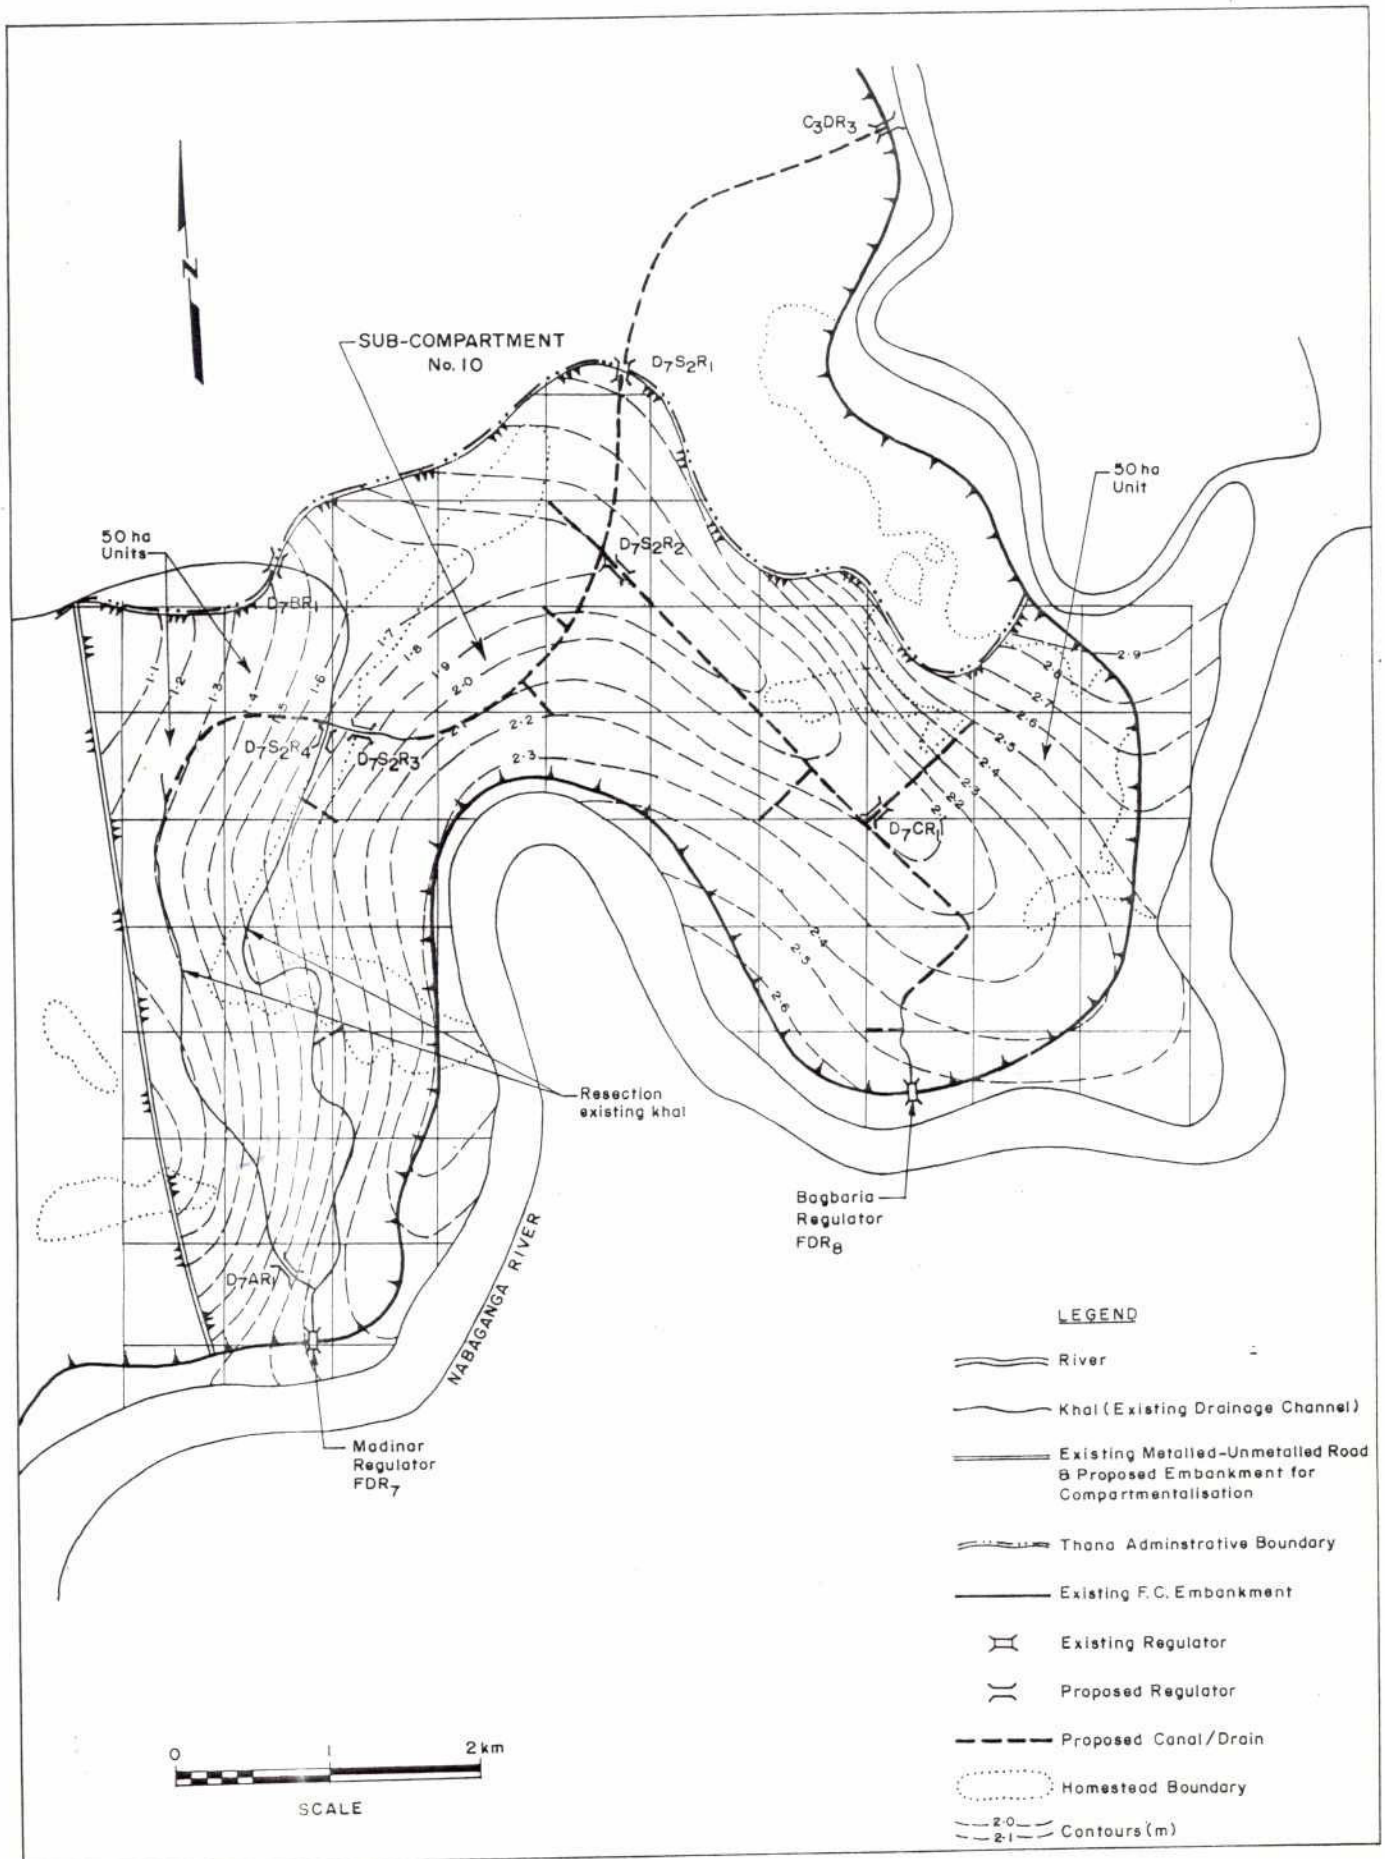 C3DR3
N
SUB-COMPARTMENT
No. 10
D7S2R1
50 ha
Unit
50 ha
Units
D7S2R2
D7BR1
1·1
1·2
1·3
1·4
1·5
1·6
1·7
1·8
1·9
2·0
2·1
2·2
2·3
2·9
2·8
2·7
2·6
2·5
2·4
2·3
2·2
2·1
D7S2R4
D7S2R3
D7CR1
2·4
2·5
2·6
Resection
existing khal
Bagbaria
Regulator
FDR8
D7AR1
NABAGANGA RIVER
Madinar
Regulator
FDR7
LEGEND
River
Khal (Existing Drainage Channel)
Existing Metalled-Unmetalled Road
& Proposed Embankment for
Compartmentalisation
Thana Adminstrative Boundary
Existing F.C. Embankment
Existing Regulator
Proposed Regulator
Proposed Canal/Drain
Homestead Boundary
2·0
2·1
Contours (m)
0 1 2 km
SCALE